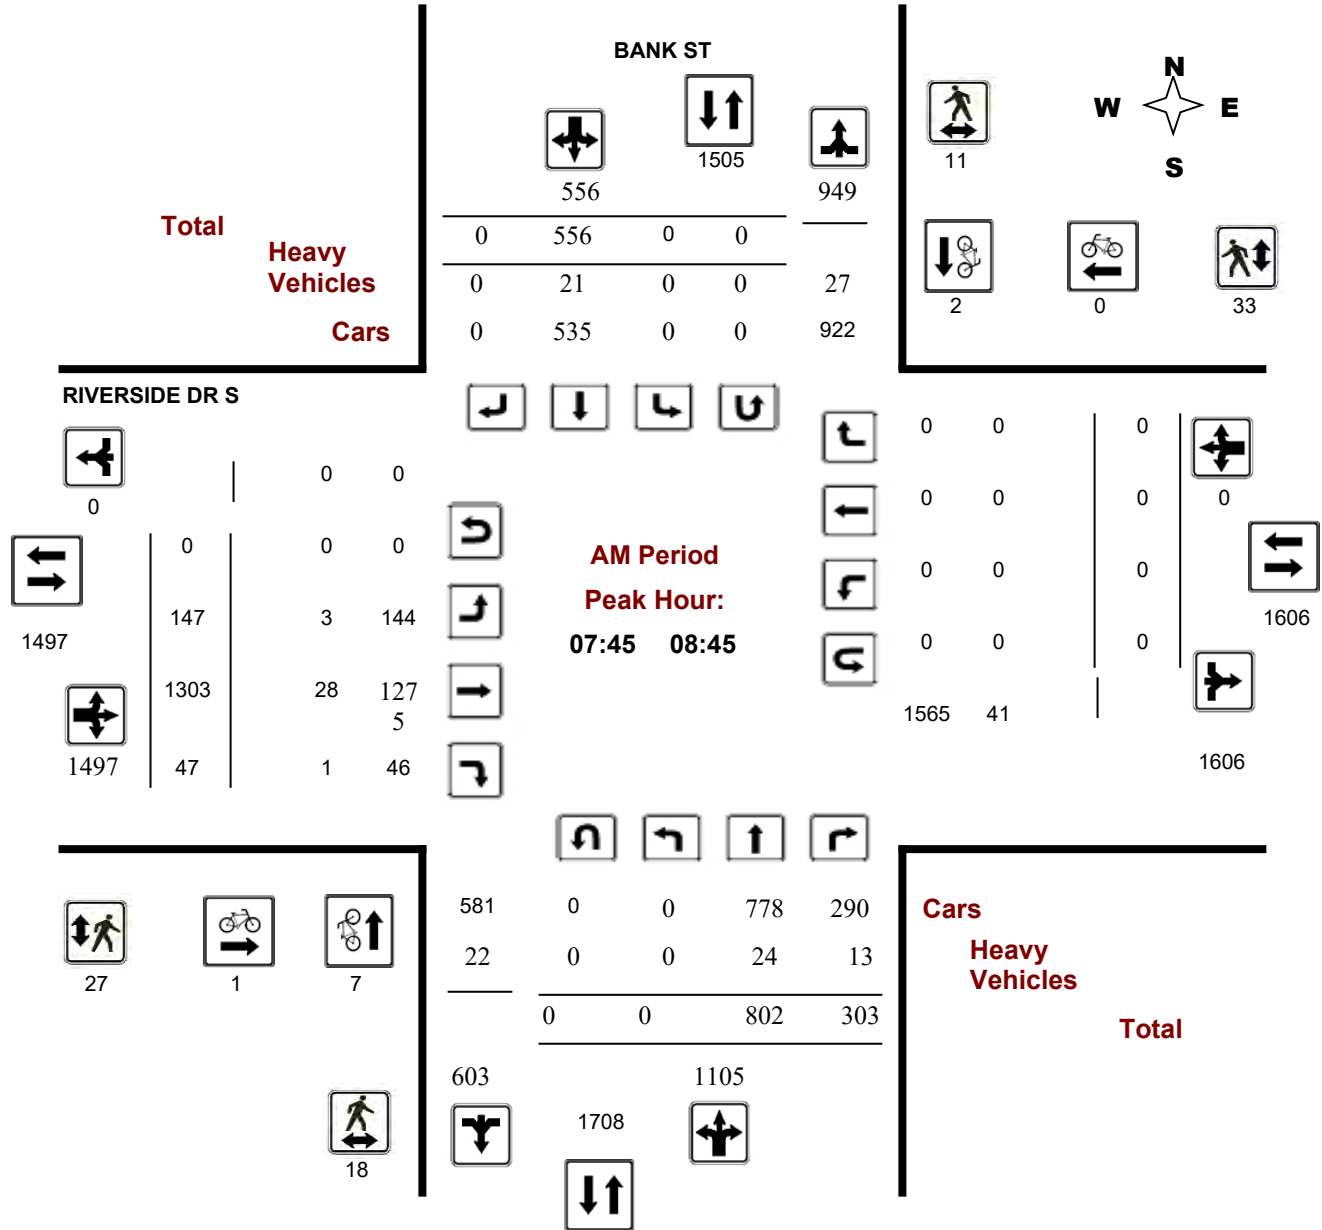 BANK ST
N
W E
S
1505
11
556
949
Total
0 556 0 0
Heavy
Vehicles
0 21 0 0 27
2 0 33
Cars
0 535 0 0 922
RIVERSIDE DR S
0 0 0
0 0
0
0 0 0 0
0 0 0
AM Period
0 0 0
Peak Hour:
147 3 144
1606
1497
07:45 08:45
0 0 0
1303 28 127
5
1565 41
1497 47 1 46
1606
581 0 0 778 290
Cars
22 0 0 24 13
Heavy
Vehicles
27 1 7
0 0 802 303
Total
603 1105
1708
18